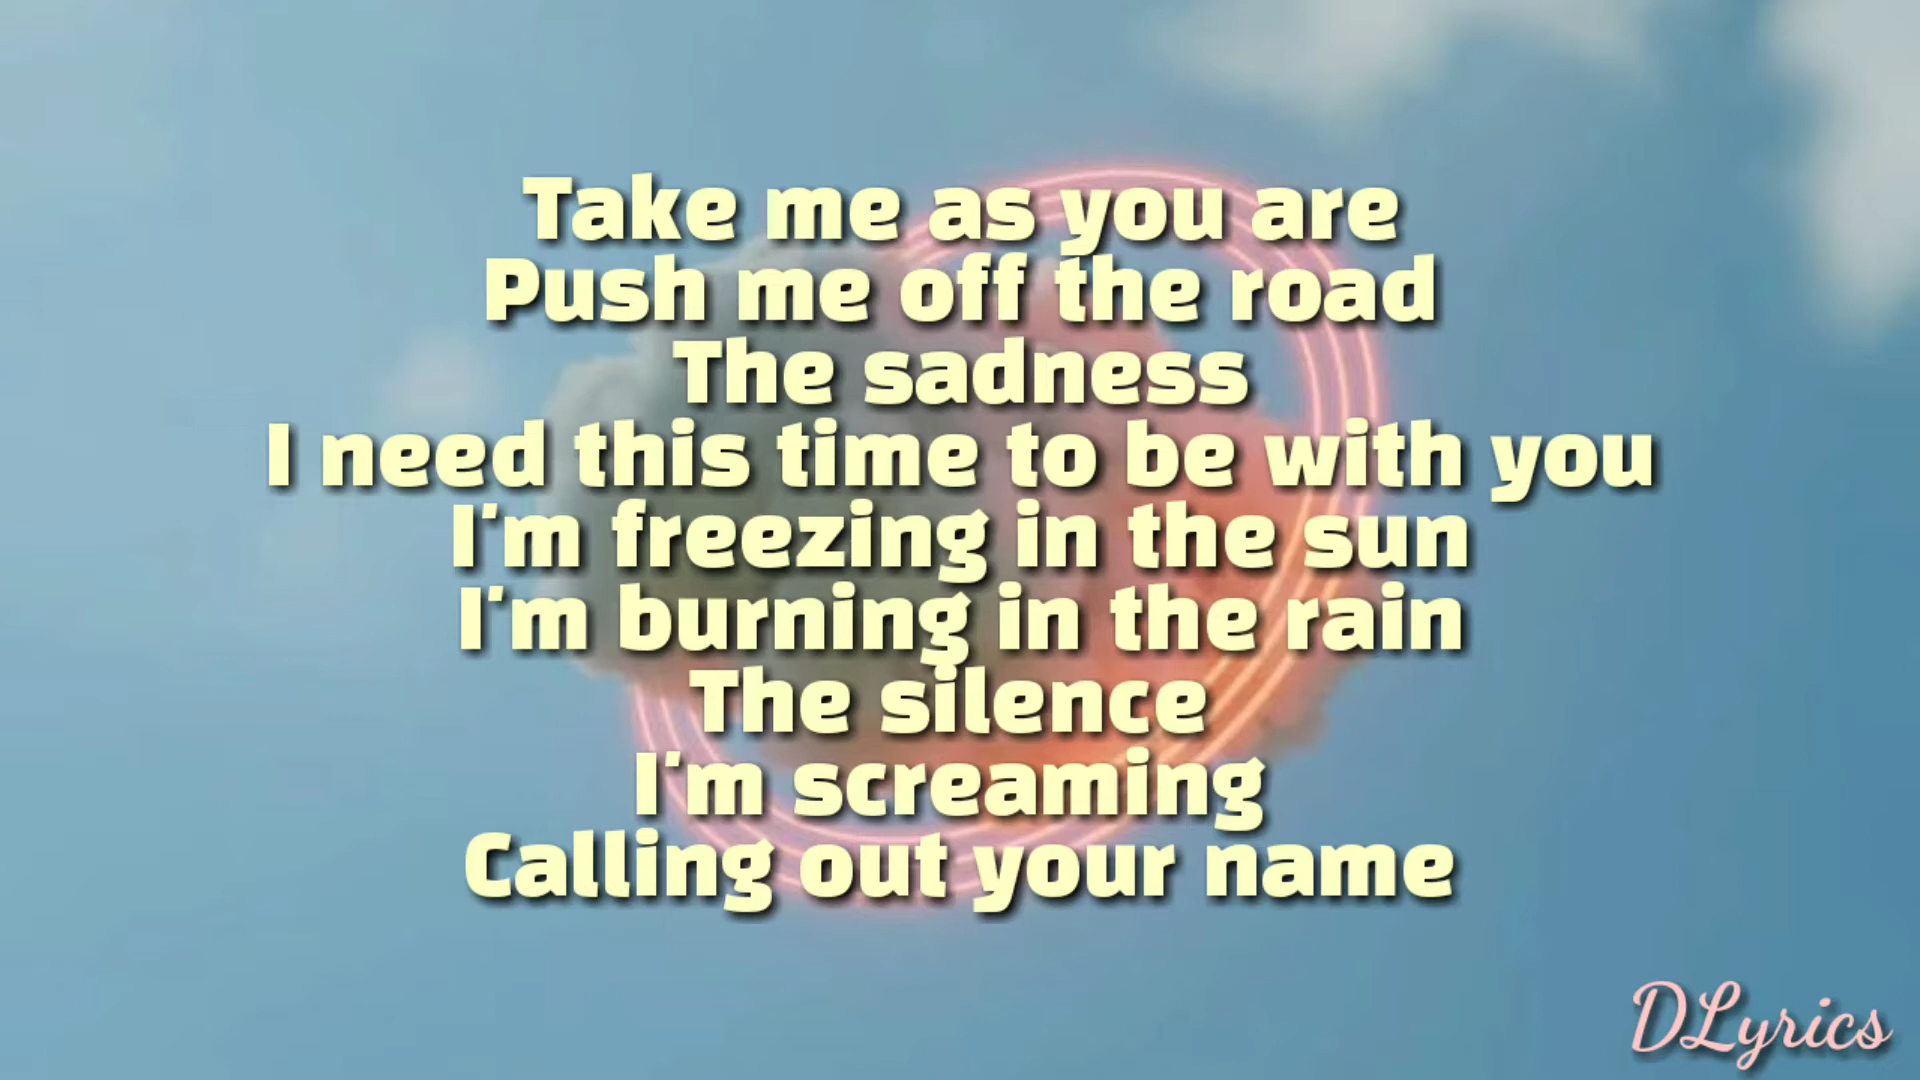 Take me as you are
Push me off the road
The sadness
I need this time to be with you
I'm freezing in the sun
I'm burning in the rain
The silence
I'm screaming
Calling out your name
DLyrics